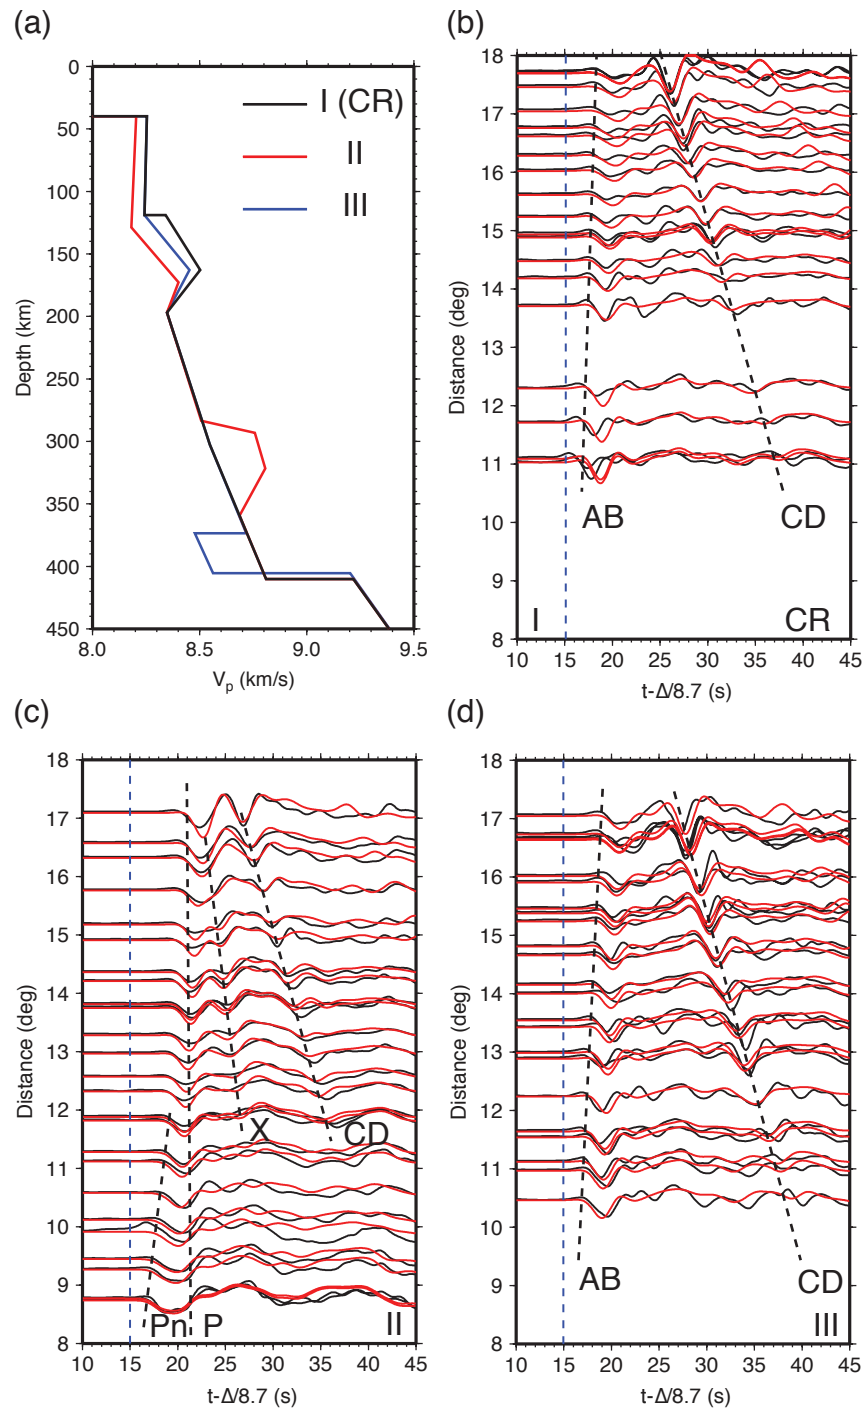 (a)
0
50
100
150
200
250
300
350
400
450
Depth (km)
8.0 8.5 9.0 9.5
Vp (km/s)
I (CR)
II
III
(b)
18
17
16
15
14
13
12
11
10
9
8
Distance (deg)
10 15 20 25 30 35 40 45
t-Δ/8.7 (s)
AB CD
I CR
(c)
18
17
16
15
14
13
12
11
10
9
8
Distance (deg)
10 15 20 25 30 35 40 45
t-Δ/8.7 (s)
X CD
Pn P II
(d)
18
17
16
15
14
13
12
11
10
9
8
Distance (deg)
10 15 20 25 30 35 40 45
t-Δ/8.7 (s)
AB CD
III